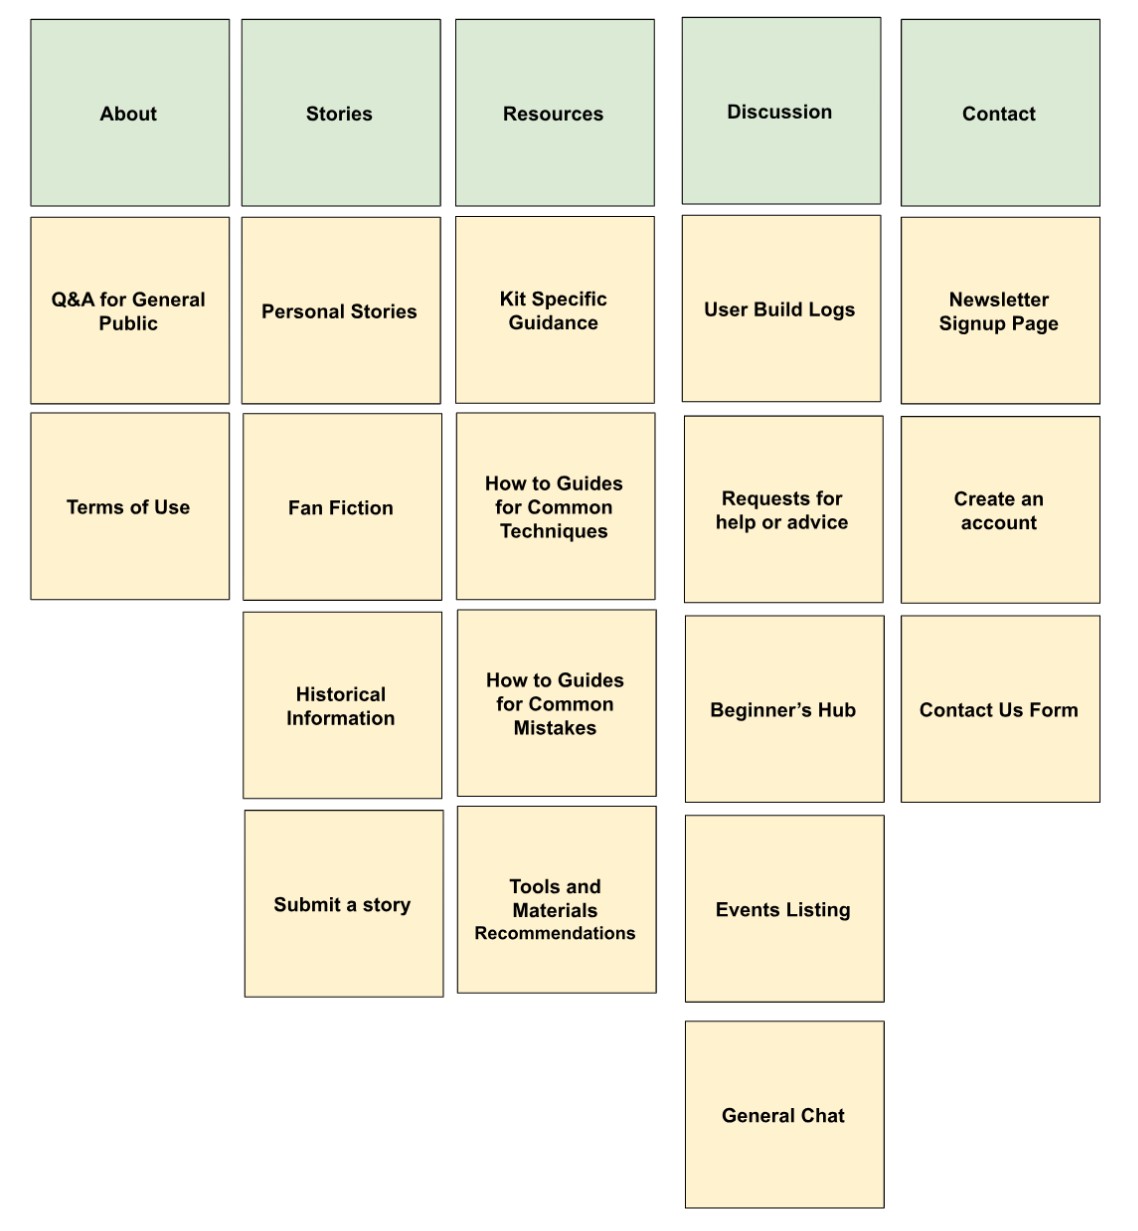 About
Stories
Resources
Discussion
Contact
Q&A for General
Public
Personal Stories
Kit Specific
Guidance
User Build Logs
Newsletter
Signup Page
Terms of Use
Fan Fiction
How to Guides
for Common
Techniques
Requests for
help or advice
Create an
account
Historical
Information
How to Guides
for Common
Mistakes
Beginner’s Hub
Contact Us Form
Submit a story
Tools and
Materials
Recommendations
Events Listing
General Chat